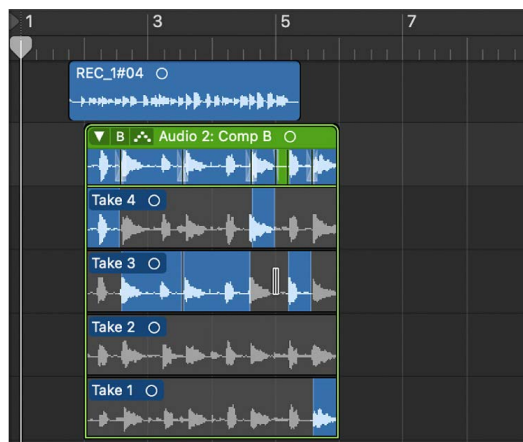 1 3 5 7
REC_1#04
B Audio 2: Comp B
Take 4
Take 3
Take 2
Take 1